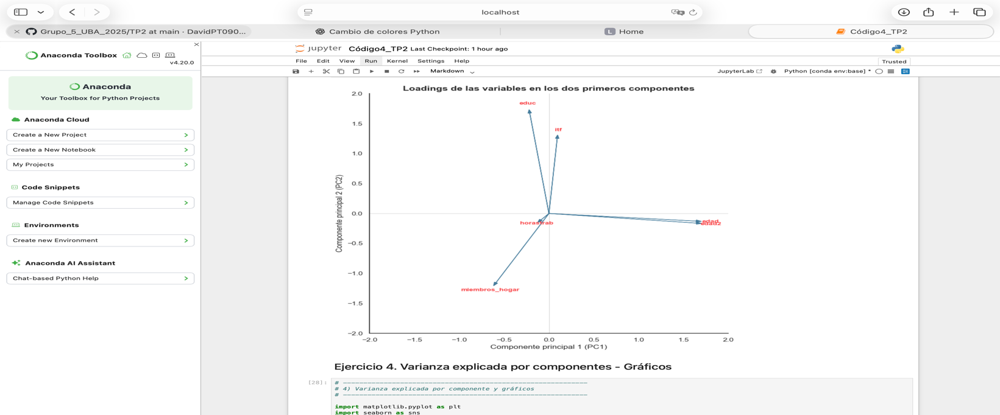 localhost
Grupo_5_UBA_2025/TP2 at main · DavidPT090...
Cambio de colores Python
L Home
Código4_TP2
Anaconda Toolbox
v4.20.0
Anaconda
Your Toolbox for Python Projects
Anaconda Cloud
Create a New Project
Create a New Notebook
My Projects
Code Snippets
Manage Code Snippets
Environments
Create new Environment
Anaconda AI Assistant
Chat-based Python Help
jupyter Código4_TP2 Last Checkpoint: 1 hour ago
File Edit View Run Kernel Settings Help
Trusted
Markdown
JupyterLab
Python [conda env:base] *
Loadings de las variables en los dos primeros componentes
2.0
1.5
1.0
0.5
0.0
−0.5
−1.0
−1.5
−2.0
Componente principal 2 (PC2)
educ
itf
edad
edad2
horastrab
miembros_hogar
−2.0 −1.5 −1.0 −0.5 0.0 0.5 1.0 1.5 2.0
Componente principal 1 (PC1)
Ejercicio 4. Varianza explicada por componentes - Gráficos
[28]:
# ------------------------------------------------------------
# 4) Varianza explicada por componente y gráficos
# ------------------------------------------------------------
import matplotlib.pyplot as plt
import seaborn as sns